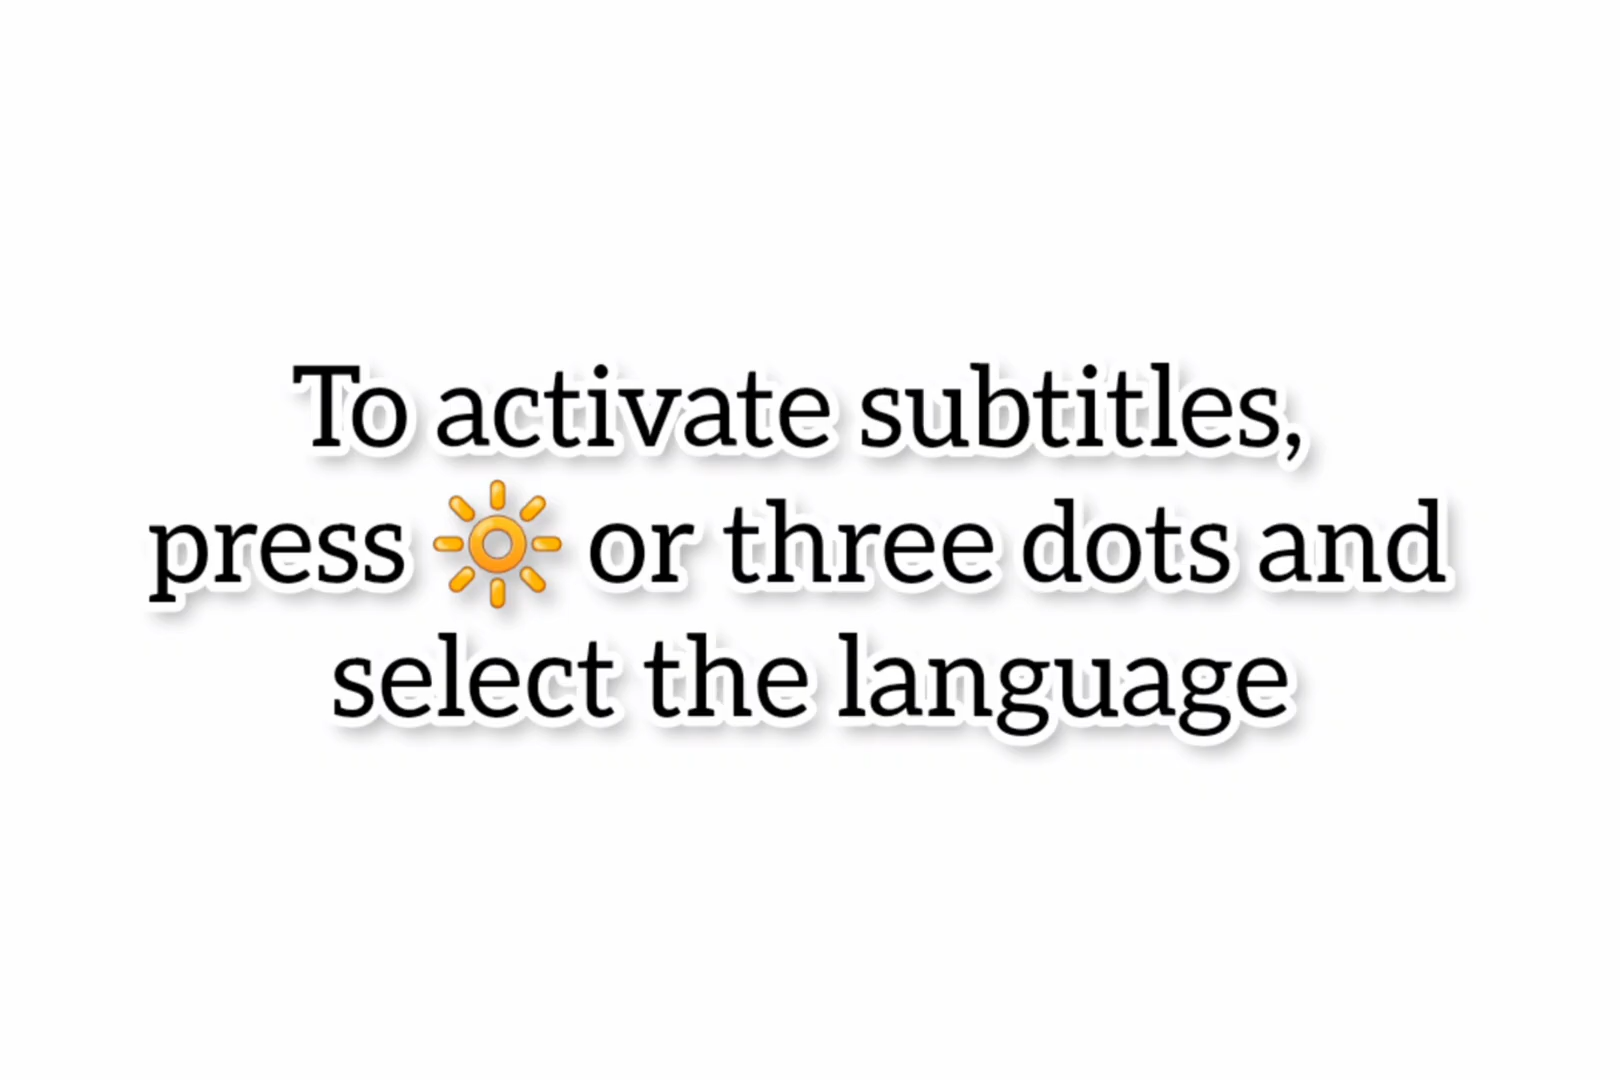 To activate subtitles,
press 🔆 or three dots and
select the language